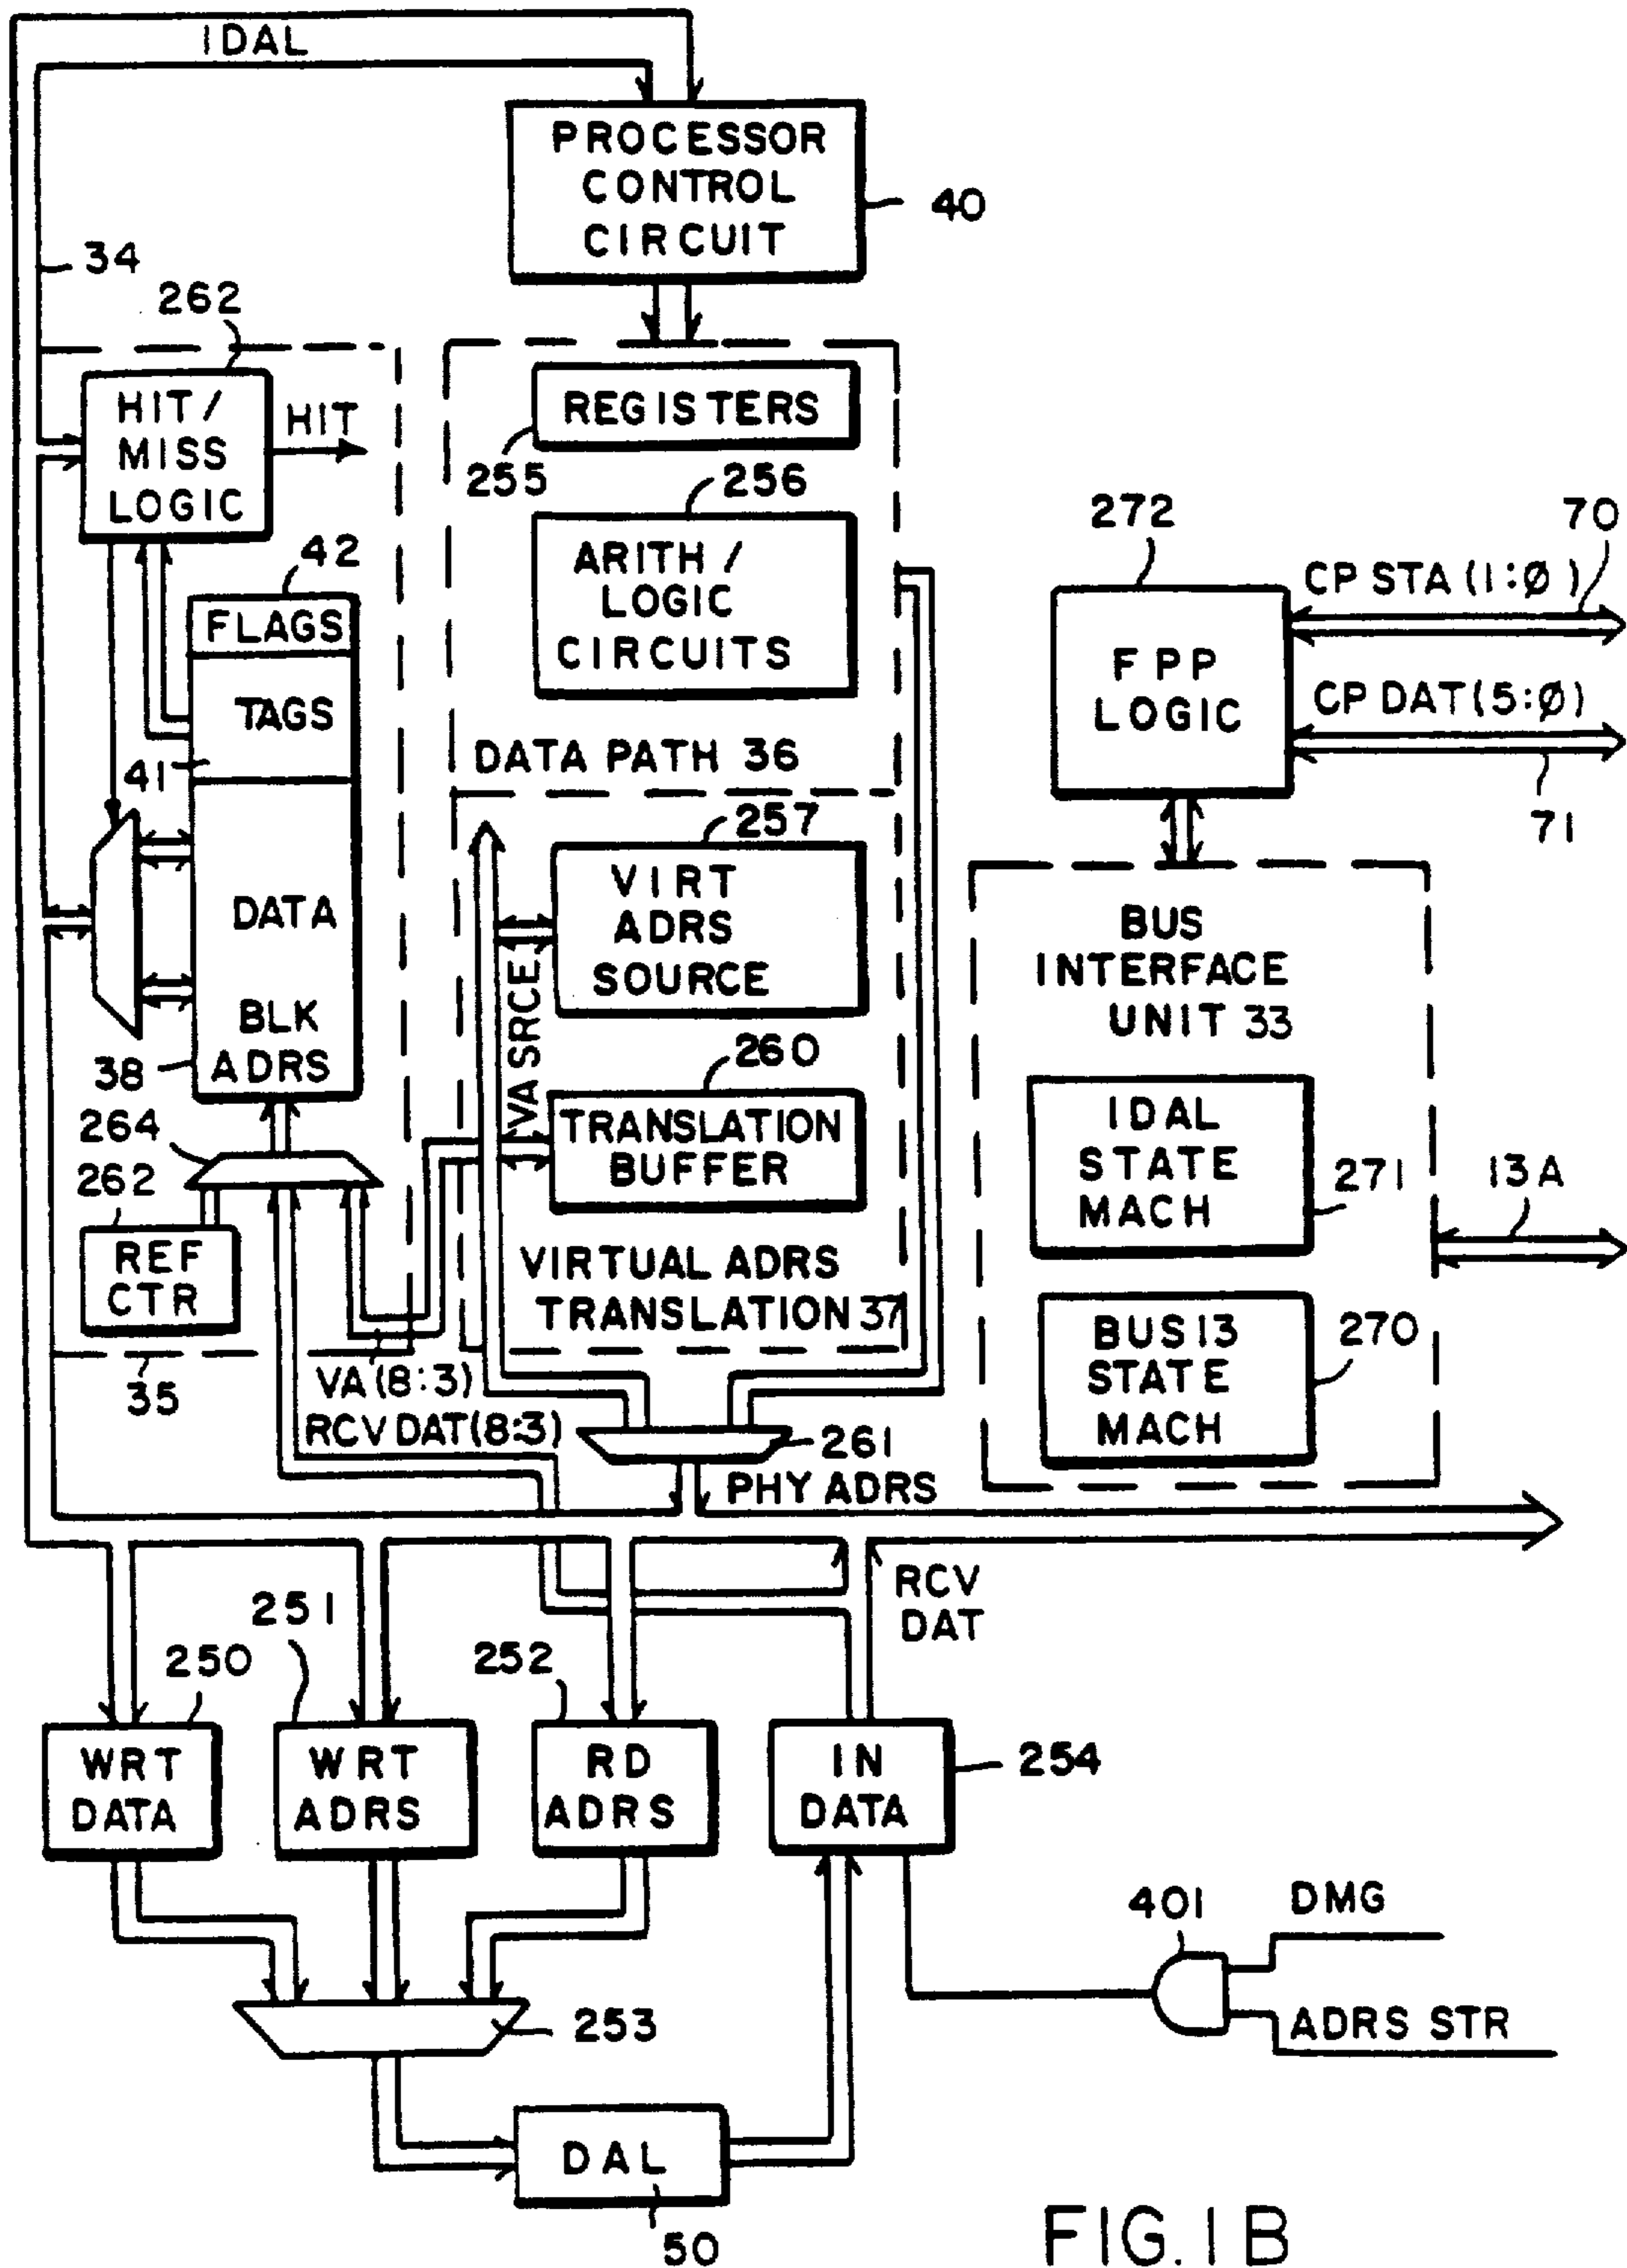 IDAL
PROCESSOR
CONTROL
CIRCUIT
40
34
262
HIT /
MISS
LOGIC
HIT
REGISTERS
255
256
ARITH /
LOGIC
CIRCUITS
DATA PATH 36
42
FLAGS
TAGS
41
DATA
BLK
ADRS
38
264
262
REF
CTR
35
257
VIRT
ADRS
SOURCE
VA SRCE
260
TRANSLATION
BUFFER
VIRTUAL ADRS
TRANSLATION 37
VA (8:3)
RCV DAT (8:3)
261
PHY ADRS
272
FPP
LOGIC
70
CP STA (1:Ø)
CP DAT (5:Ø)
71
BUS
INTERFACE
UNIT 33
IDAL
STATE
MACH
271
13A
BUS 13
STATE
MACH
270
RCV
DAT
250
WRT
DATA
251
WRT
ADRS
252
RD
ADRS
IN
DATA
254
253
DAL
50
401
DMG
ADRS STR
FIG. 1 B